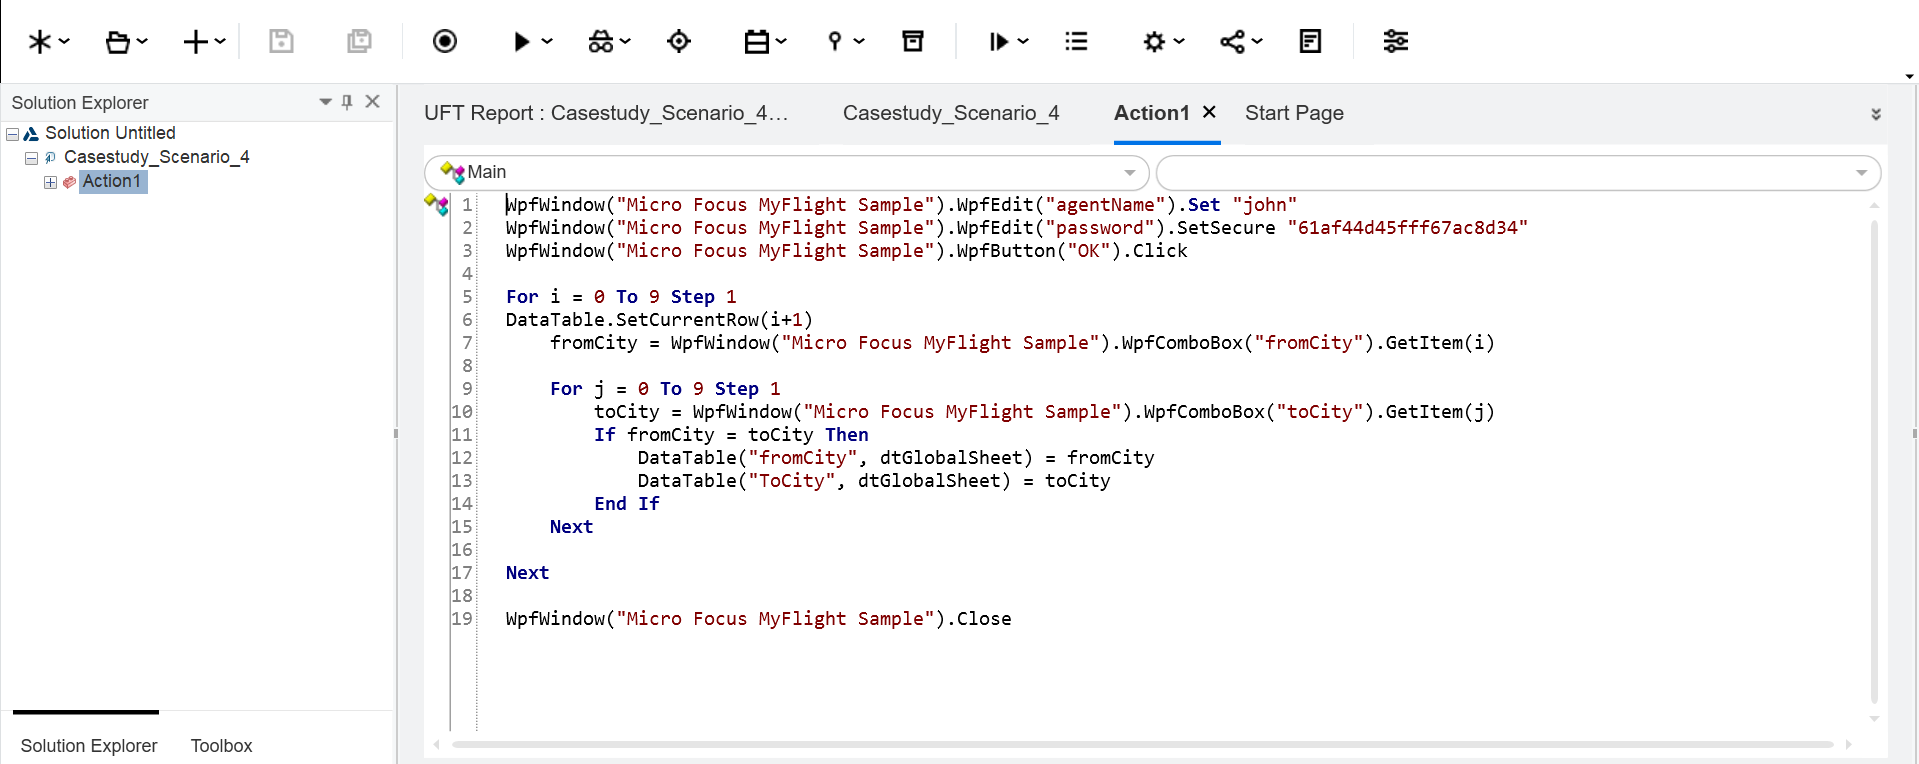 Solution Explorer
Solution Untitled
Casestudy_Scenario_4
Action1
Solution Explorer
Toolbox
UFT Report : Casestudy_Scenario_4...
Casestudy_Scenario_4
Action1
Start Page
Main
1 WpfWindow("Micro Focus MyFlight Sample").WpfEdit("agentName").Set "john"
2 WpfWindow("Micro Focus MyFlight Sample").WpfEdit("password").SetSecure "61af44d45fff67ac8d34"
3 WpfWindow("Micro Focus MyFlight Sample").WpfButton("OK").Click
4
5 For i = 0 To 9 Step 1
6 DataTable.SetCurrentRow(i+1)
7 fromCity = WpfWindow("Micro Focus MyFlight Sample").WpfComboBox("fromCity").GetItem(i)
8
9 For j = 0 To 9 Step 1
10 toCity = WpfWindow("Micro Focus MyFlight Sample").WpfComboBox("toCity").GetItem(j)
11 If fromCity = toCity Then
12 DataTable("fromCity", dtGlobalSheet) = fromCity
13 DataTable("ToCity", dtGlobalSheet) = toCity
14 End If
15 Next
16
17 Next
18
19 WpfWindow("Micro Focus MyFlight Sample").Close